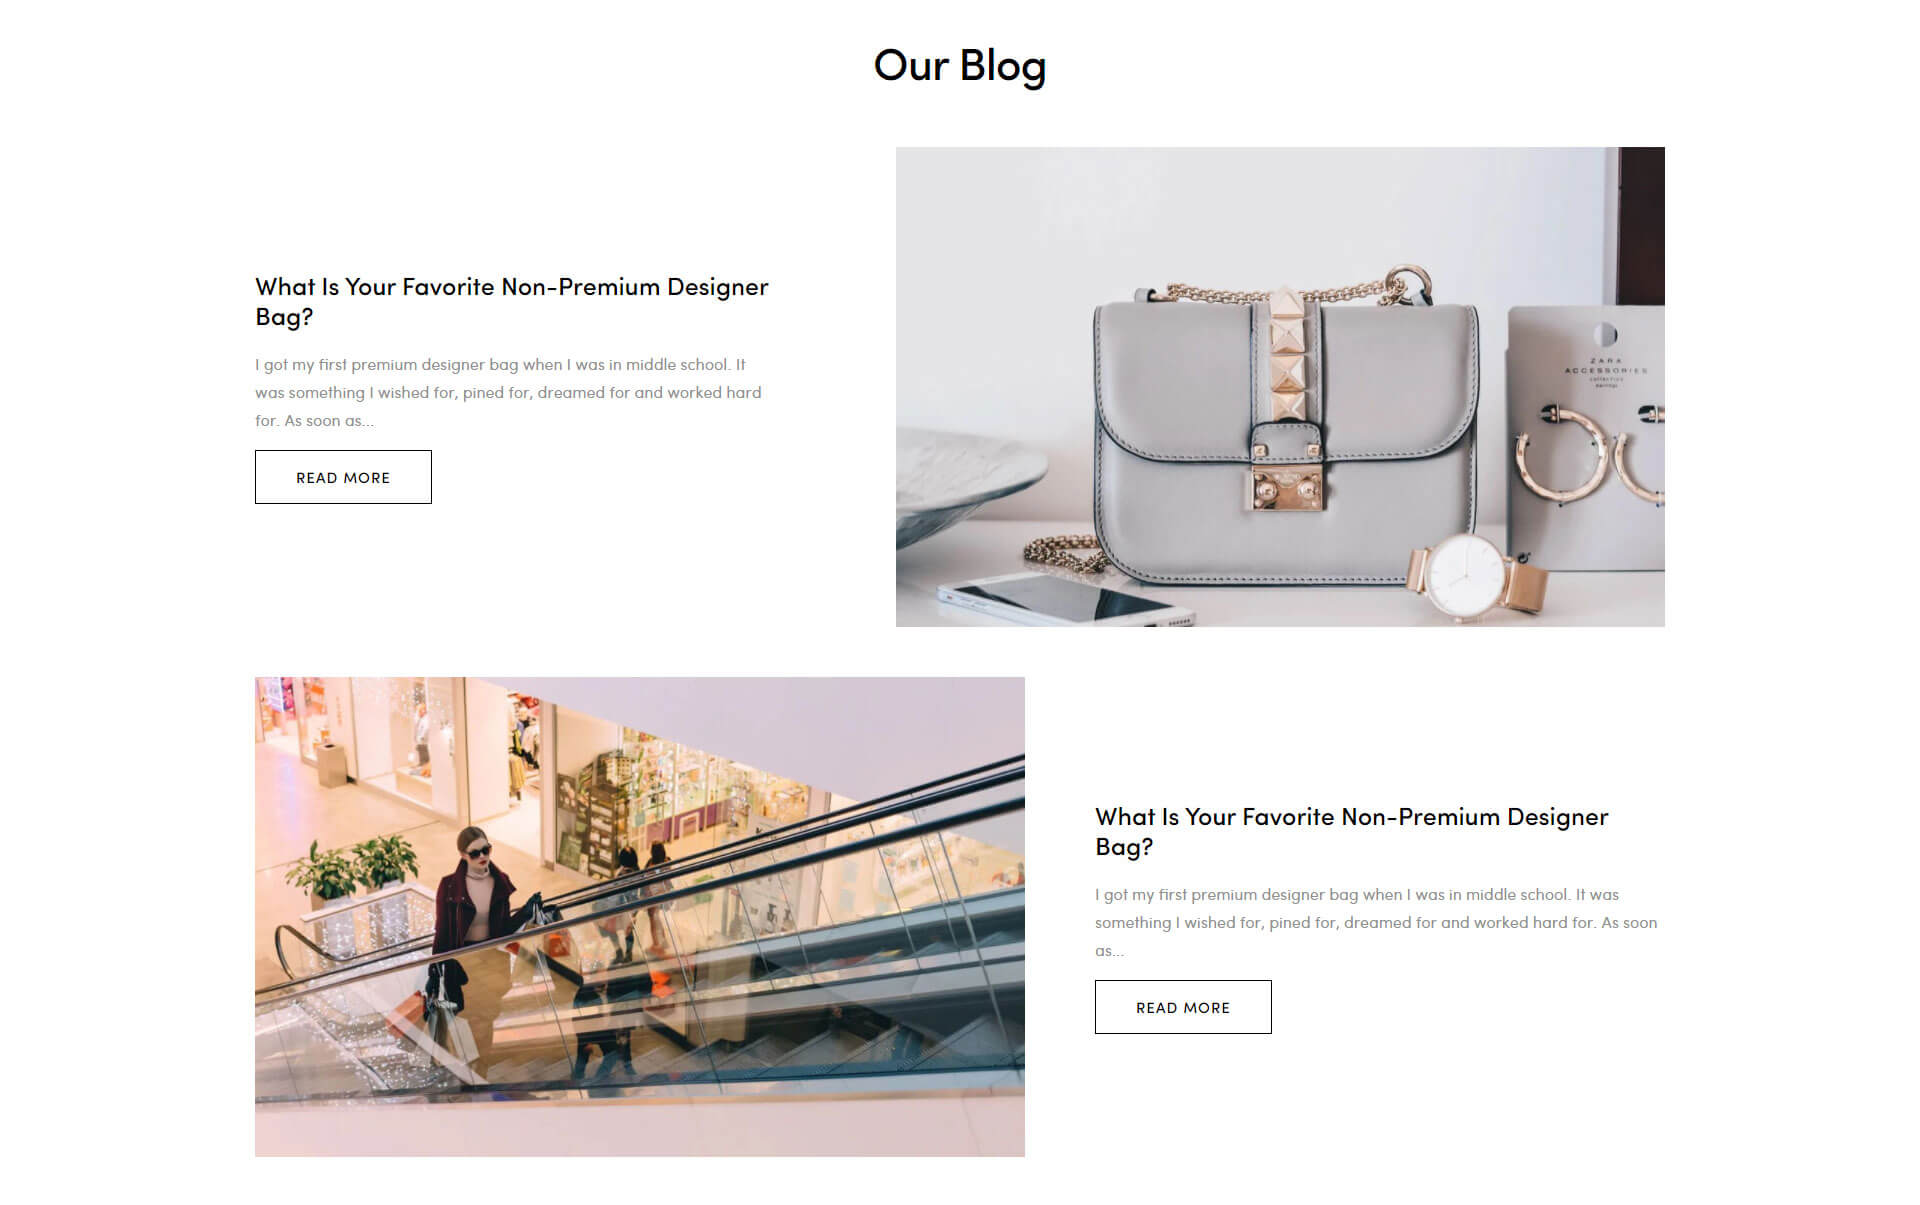 Our Blog
What Is Your Favorite Non-Premium Designer
Bag?
I got my first premium designer bag when I was in middle school. It
was something I wished for, pined for, dreamed for and worked hard
for. As soon as...
READ MORE
ZARA
ACCESSORIES
collection
earrings
What Is Your Favorite Non-Premium Designer
Bag?
I got my first premium designer bag when I was in middle school. It was
something I wished for, pined for, dreamed for and worked hard for. As soon
as...
READ MORE